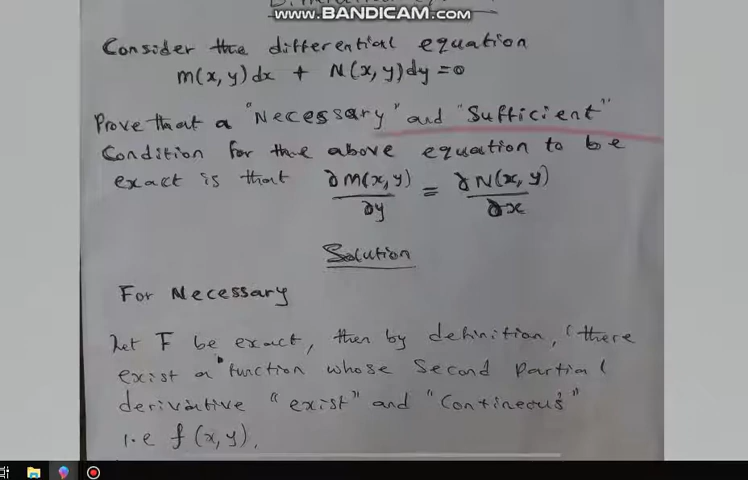 www.BANDICAM.com
Consider the differential equation
m(x,y)dx + N(x,y)dy=0
Prove that a "Necessary" and "Sufficient"
Condition for the above equation to be
exact is that ∂M(x,y)/∂y = ∂N(x,y)/∂x
Solution
For Necessary
Let F be exact, then by definition, (there
exist a function whose Second Partial
derivative "exist" and "Contineous"
i.e f(x,y),